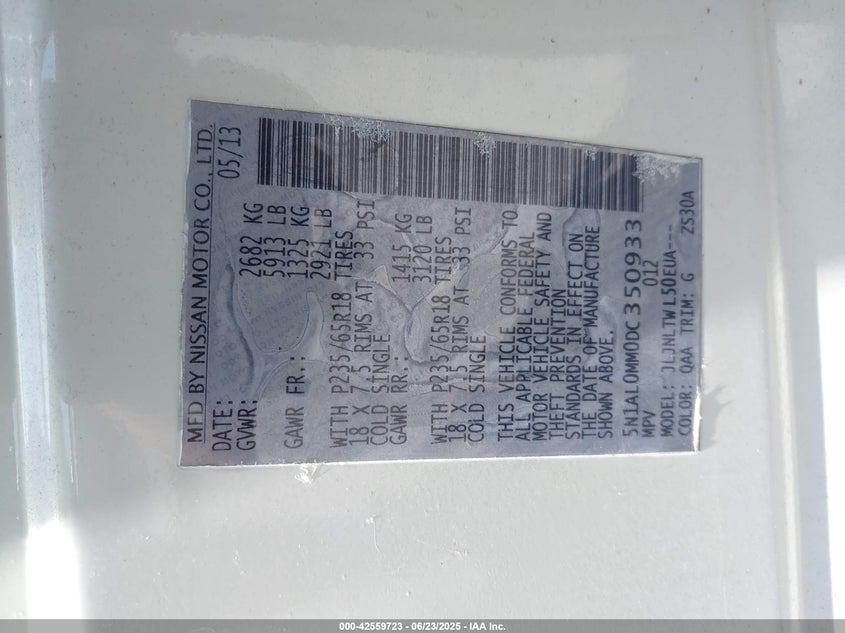 MFD BY NISSAN MOTOR CO., LTD.
DATE: 05/13
GVWR: 2682 KG
5913 LB
GAWR FR.: 1325 KG
2921 LB
WITH P235/65R18 TIRES
18 X 7.5 RIMS AT 33 PSI
COLD SINGLE
GAWR RR.: 1415 KG
3120 LB
WITH P235/65R18 TIRES
18 X 7.5 RIMS AT 33 PSI
COLD SINGLE
THIS VEHICLE CONFORMS TO
ALL APPLICABLE FEDERAL
MOTOR VEHICLE SAFETY AND
THEFT PREVENTION
STANDARDS IN EFFECT ON
THE DATE OF MANUFACTURE
SHOWN ABOVE.
5N1AL0MM0DC350933
MPV 012
MODEL: JLJNLTWL50EUA---
COLOR: QAA TRIM: G ZS30A
000-42559723 - 06/23/2025 - IAA Inc.